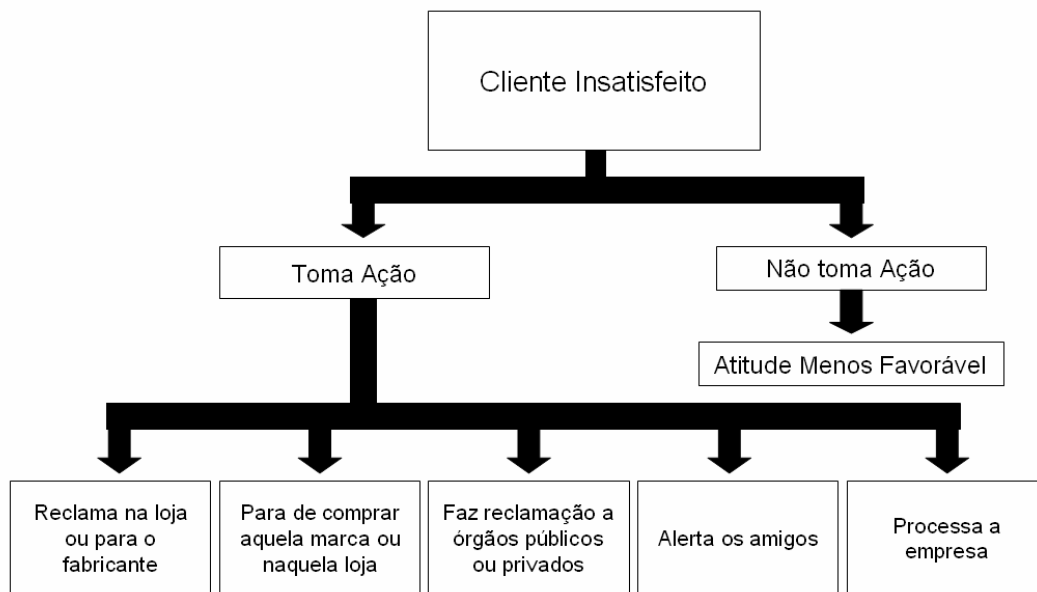 Cliente Insatisfeito
Toma Ação
Não toma Ação
Atitude Menos Favorável
Reclama na loja
ou para o
fabricante
Para de comprar
aquela marca ou
naquela loja
Faz reclamação a
órgãos públicos
ou privados
Alerta os amigos
Processa a
empresa